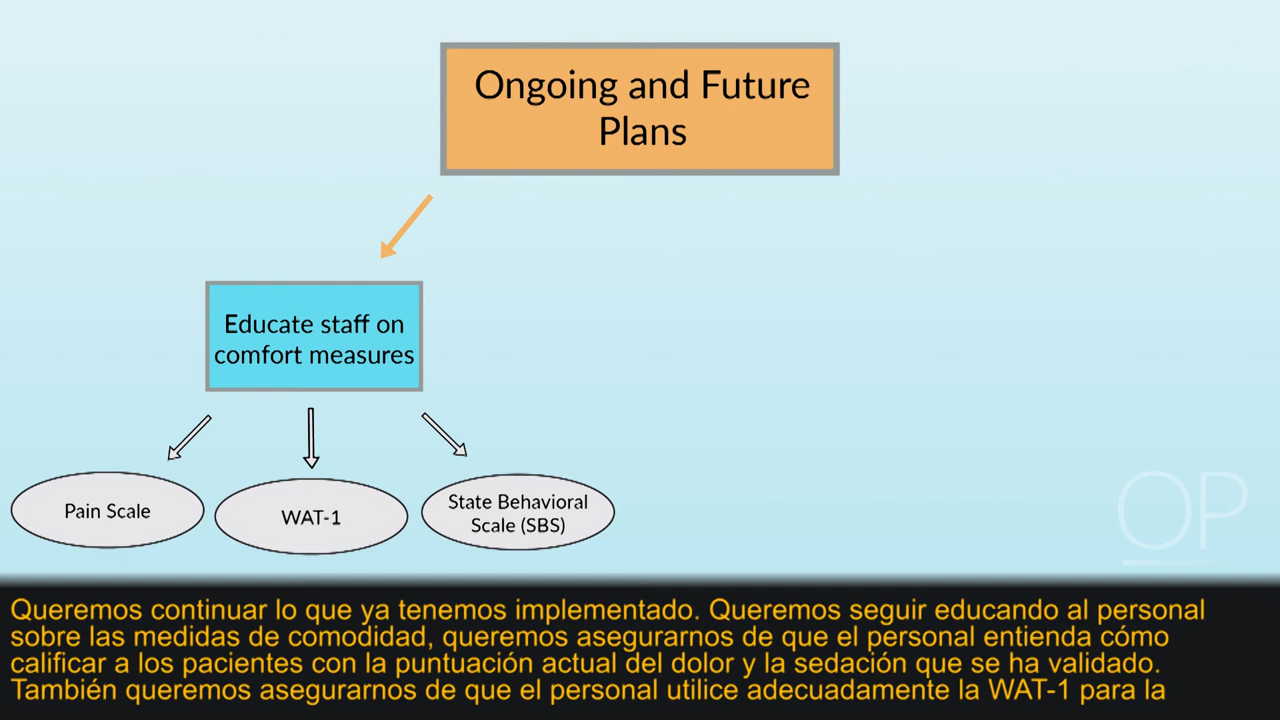 Ongoing and Future
Plans
Educate staff on
comfort measures
Pain Scale
WAT-1
State Behavioral
Scale (SBS)
OP
Queremos continuar lo que ya tenemos implementado. Queremos seguir educando al personal
sobre las medidas de comodidad, queremos asegurarnos de que el personal entienda cómo
calificar a los pacientes con la puntuación actual del dolor y la sedación que se ha validado.
También queremos asegurarnos de que el personal utilice adecuadamente la WAT-1 para la